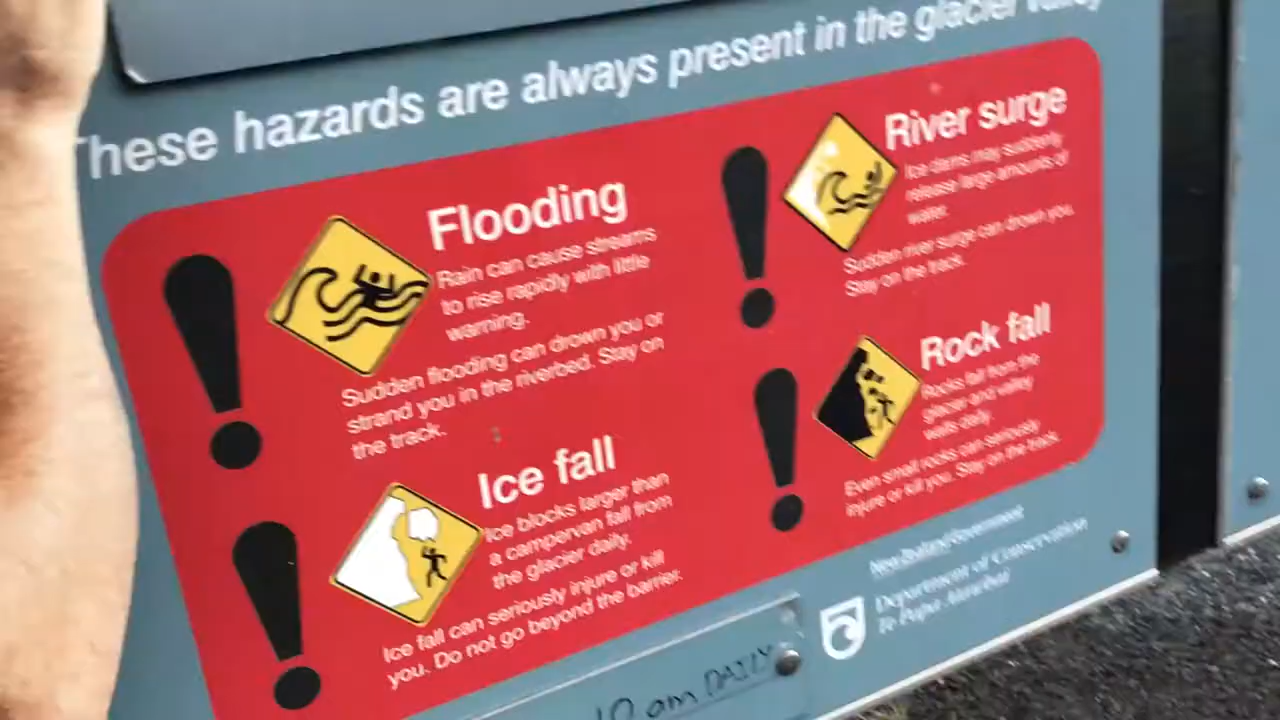 These hazards are always present in the glacier valley
Flooding
Rain can cause streams
to rise rapidly with little
warning.
Sudden flooding can drown you or
strand you in the riverbed. Stay on
the track.
Ice fall
Ice blocks larger than
a campervan fall from
the glacier daily.
Ice fall can seriously injure or kill
you. Do not go beyond the barrier.
River surge
Ice dams may suddenly
release large amounts of
water.
Sudden river surge can drown you.
Stay on the track.
Rock fall
Rocks fall from the
glacier and valley
walls daily.
Even small rocks can seriously
injure or kill you. Stay on the track.
Department of Conservation
Te Papa Atawhai
10 am DAILY